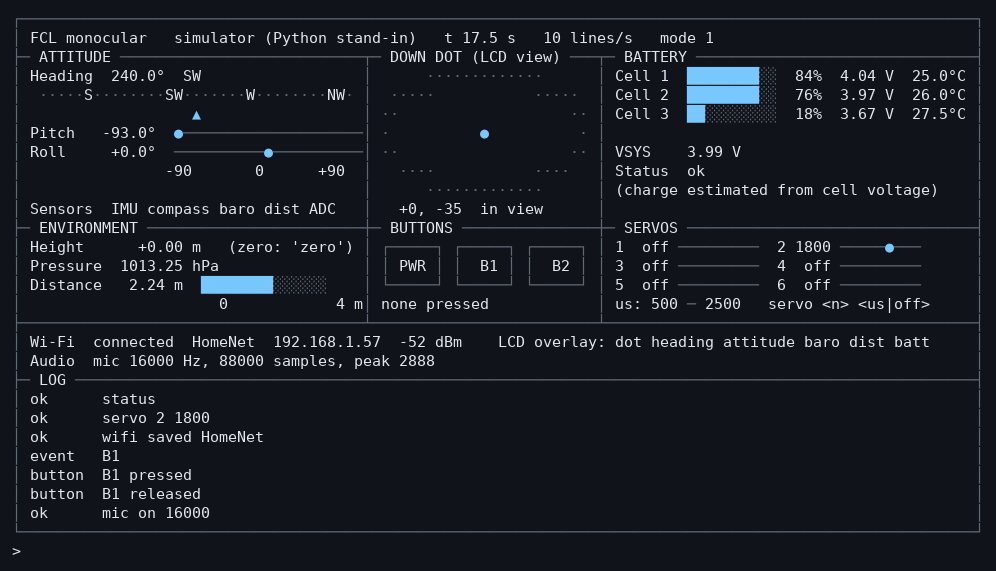 FCL monocular   simulator (Python stand-in)   t 17.5 s   10 lines/s   mode 1
ATTITUDE   DOWN DOT (LCD view)   BATTERY
Heading  240.0°  SW   Cell 1   84%  4.04 V  25.0°C
S   SW   W   NW   Cell 2   76%  3.97 V  26.0°C
Cell 3   18%  3.67 V  27.5°C
Pitch   -93.0°
Roll     +0.0°   VSYS    3.99 V
-90   0   +90   Status  ok
(charge estimated from cell voltage)
Sensors  IMU compass baro dist ADC   +0, -35  in view
ENVIRONMENT   BUTTONS   SERVOS
Height      +0.00 m   (zero: 'zero')   1  off   2 1800
Pressure  1013.25 hPa   PWR   B1   B2   3  off   4  off
Distance   2.24 m   5  off   6  off
0   4 m   none pressed   us: 500 ─ 2500   servo <n> <us|off>
Wi-Fi  connected  HomeNet  192.168.1.57  -52 dBm    LCD overlay: dot heading attitude baro dist batt
Audio  mic 16000 Hz, 88000 samples, peak 2888
LOG
ok      status
ok      servo 2 1800
ok      wifi saved HomeNet
event   B1
button  B1 pressed
button  B1 released
ok      mic on 16000
>